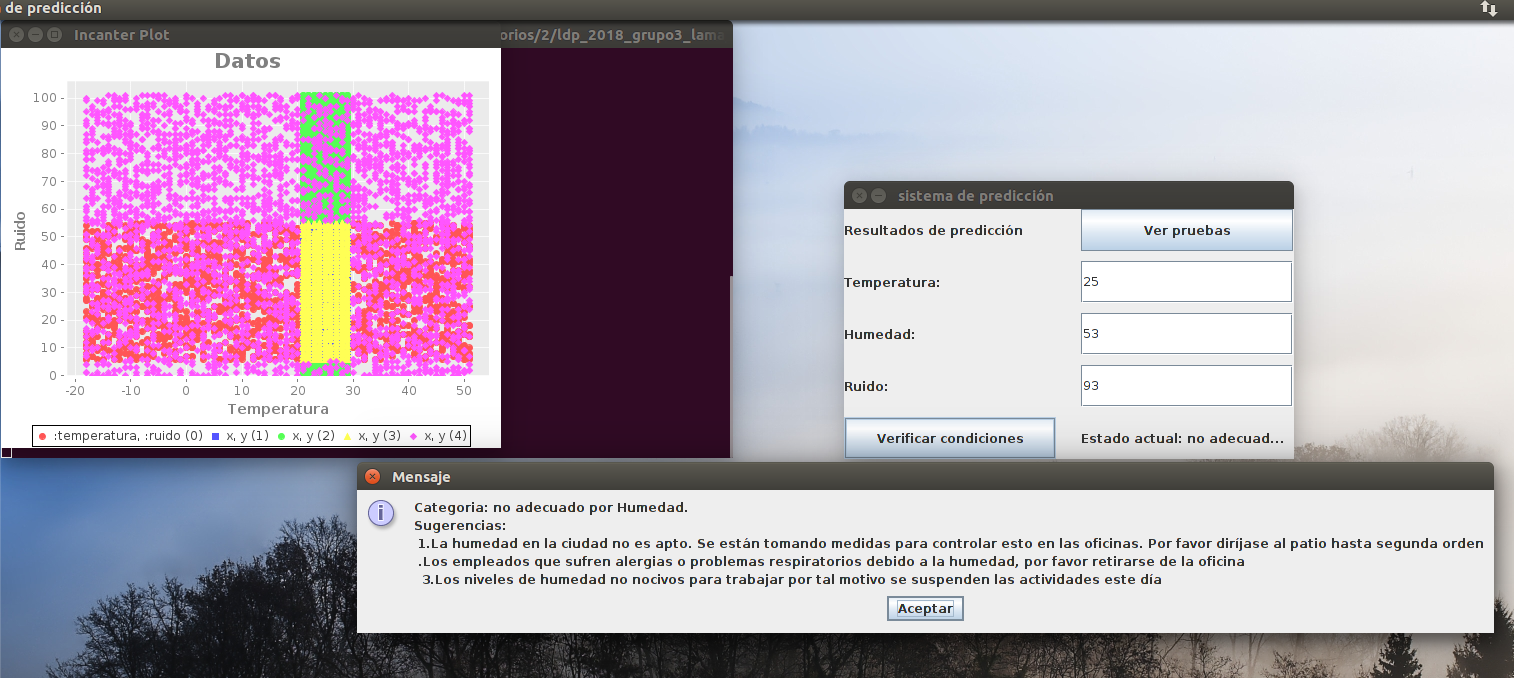 de predicción
Incanter Plot
orios/2/ldp_2018_grupo3_lama
Datos
100
90
80
70
60
50
40
30
20
10
0
Ruido
-20 -10 0 10 20 30 40 50
Temperatura
:temperatura, :ruido (0) x, y (1) x, y (2) x, y (3) x, y (4)
sistema de predicción
Resultados de predicción Ver pruebas
Temperatura: 25
Humedad: 53
Ruido: 93
Verificar condiciones Estado actual: no adecuad...
Mensaje
Categoria: no adecuado por Humedad.
Sugerencias:
1.La humedad en la ciudad no es apto. Se están tomando medidas para controlar esto en las oficinas. Por favor diríjase al patio hasta segunda orden
.Los empleados que sufren alergias o problemas respiratorios debido a la humedad, por favor retirarse de la oficina
3.Los niveles de humedad no nocivos para trabajar por tal motivo se suspenden las actividades este día
Aceptar